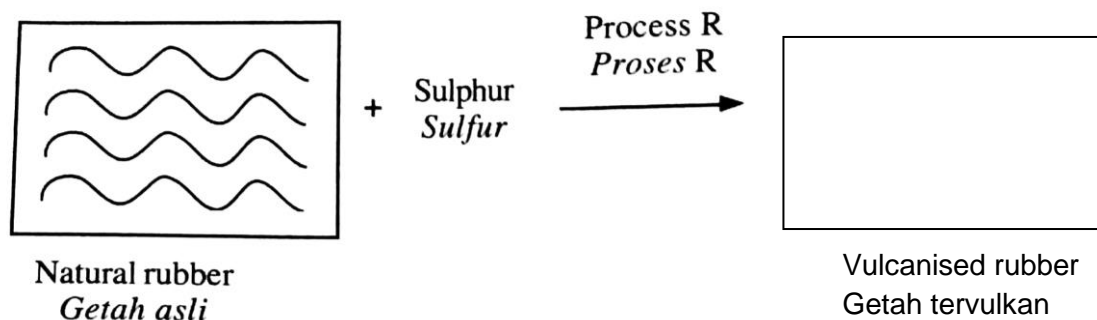 Process R
Proses R
+
Sulphur
Sulfur
Natural rubber
Getah asli
Vulcanised rubber
Getah tervulkan